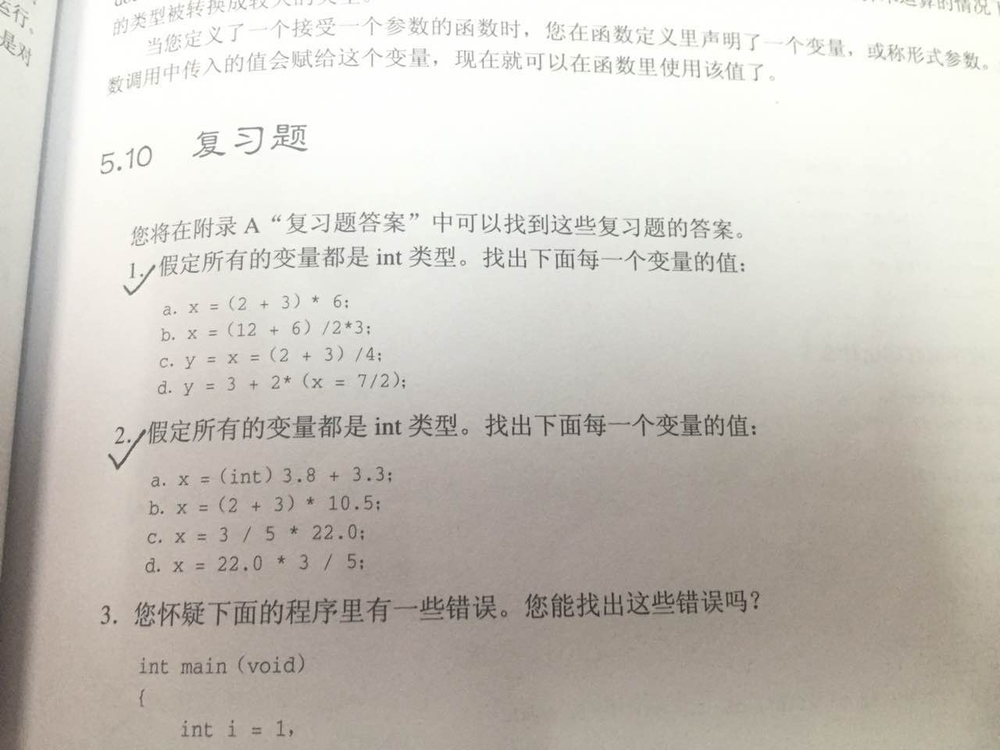 运行。
是对
的类型被转换成较大的类型。
运算的情况下
当您定义了一个接受一个参数的函数时，您在函数定义里声明了一个变量，或称形式参数。
数调用中传入的值会赋给这个变量，现在就可以在函数里使用该值了。
5.10 复习题
您将在附录 A “复习题答案”中可以找到这些复习题的答案。
1. 假定所有的变量都是 int 类型。找出下面每一个变量的值：
a. x = (2 + 3) * 6;
b. x = (12 + 6) /2*3;
c. y = x = (2 + 3) /4;
d. y = 3 + 2* (x = 7/2);
2. 假定所有的变量都是 int 类型。找出下面每一个变量的值：
a. x = (int) 3.8 + 3.3;
b. x = (2 + 3) * 10.5;
c. x = 3 / 5 * 22.0;
d. x = 22.0 * 3 / 5;
3. 您怀疑下面的程序里有一些错误。您能找出这些错误吗？
int main (void)
{
int i = 1,